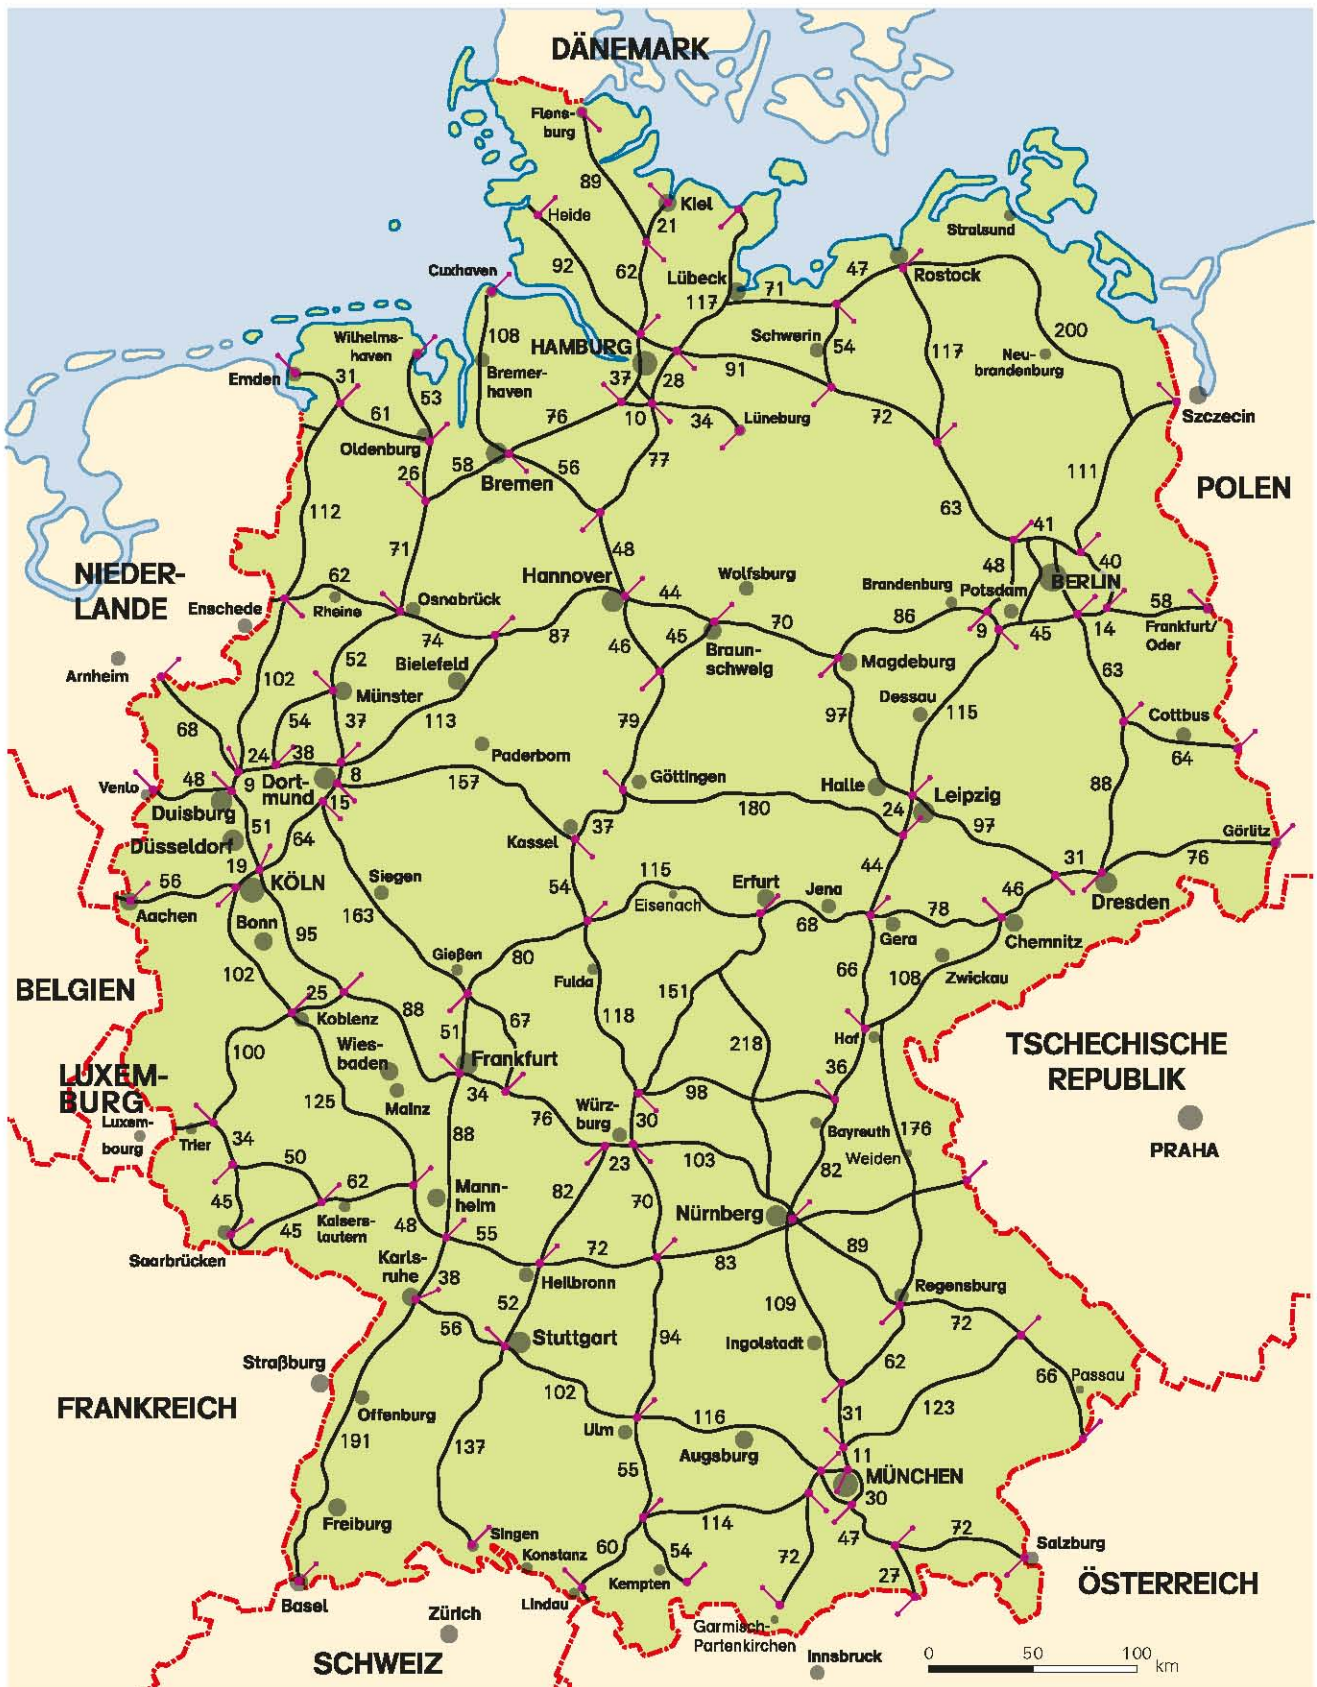 DÄNEMARK
Flens-
burg
89
Kiel
Heide
21
Stralsund
92
62
Lübeck
47
Rostock
Cuxhaven
117
71
200
Wilhelms-
haven
108
HAMBURG
Schwerin
54
117
Neu-
brandenburg
Emden
31
Bremer-
haven
37
28
91
53
61
76
10
34
Lüneburg
72
Szczecin
Oldenburg
26
58
Bremen
56
77
111
POLEN
112
63
41
71
48
48
40
NIEDER-
LANDE
62
Hannover
Wolfsburg
Brandenburg
Potsdam
BERLIN
Enschede
Rheine
Osnabrück
44
86
58
74
87
46
45
70
9
45
14
Frankfurt/
Oder
Braun-
schweig
52
Bielefeld
Magdeburg
63
Arnheim
102
Münster
Dessau
68
54
37
113
79
97
115
Cottbus
Paderborn
64
24
38
Venlo
48
9
Dort-
mund
8
157
Göttingen
Halle
Leipzig
88
Duisburg
15
180
51
64
37
24
97
Görlitz
Düsseldorf
Kassel
19
44
31
76
56
KÖLN
54
115
Erfurt
Jena
Aachen
Siegen
Eisenach
78
46
Dresden
Bonn
163
68
Gera
Chemnitz
95
Gießen
80
Fulda
66
Zwickau
BELGIEN
102
151
108
25
67
118
Koblenz
88
51
218
Hof
TSCHECHISCHE
REPUBLIK
100
Wies-
baden
Frankfurt
LUXEM-
BURG
36
125
Mainz
34
76
Würz-
burg
30
98
Luxem-
bourg
Trier
Bayreuth
176
PRAHA
34
88
23
103
Weiden
50
62
82
70
82
45
Mann-
heim
Kaisers-
lautern
Nürnberg
45
48
55
72
83
89
Saarbrücken
Karls-
ruhe
38
Heilbronn
Regensburg
52
109
72
56
Stuttgart
94
Ingolstadt
62
Straßburg
66
Passau
102
123
FRANKREICH
Offenburg
116
31
191
137
Ulm
Augsburg
11
55
MÜNCHEN
30
Freiburg
114
Singen
47
72
60
54
72
Salzburg
Konstanz
Kempten
27
ÖSTERREICH
Basel
Lindau
Zürich
Garmisch-
Partenkirchen
SCHWEIZ
Innsbruck
0 50 100 km